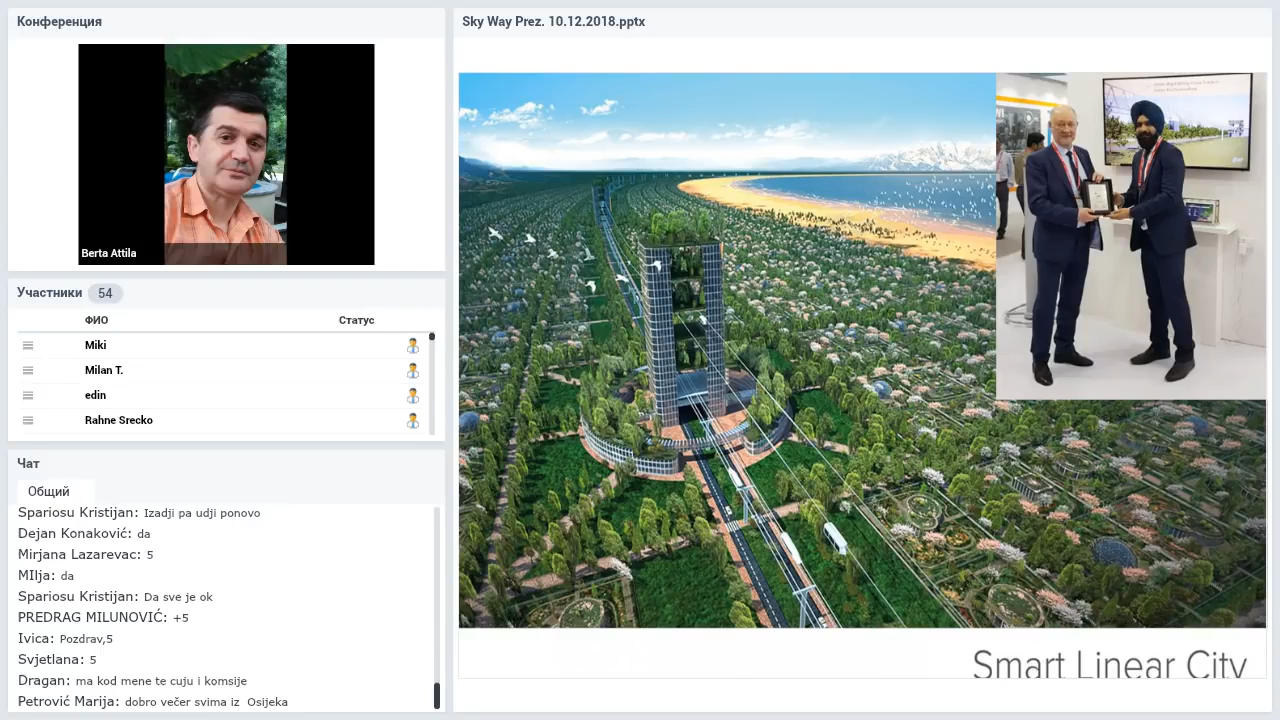 Конференция
Berta Attila
Участники 54
ФИО Статус
Miki
Milan T.
edin
Rahne Srecko
Чат
Общий
Spariosu Kristijan: Izadji pa udji ponovo
Dejan Konaković: da
Mirjana Lazarevac: 5
MIlja: da
Spariosu Kristijan: Da sve je ok
PREDRAG MILUNOVIĆ: +5
Ivica: Pozdrav,5
Svjetlana: 5
Dragan: ma kod mene te cuju i komsije
Petrović Marija: dobro večer svima iz Osijeka
Sky Way Prez. 10.12.2018.pptx
Smart Linear City